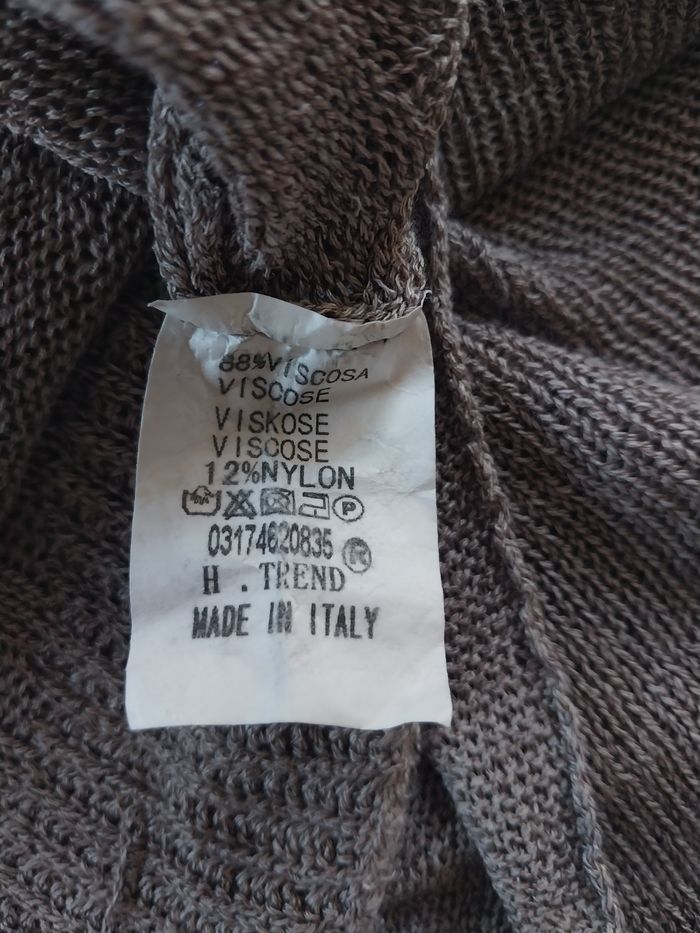 88%VISCOSA
VISCOSE
VISKOSE
VISCOSE
12%NYLON
P
03174620835
H . TREND®
MADE IN ITALY